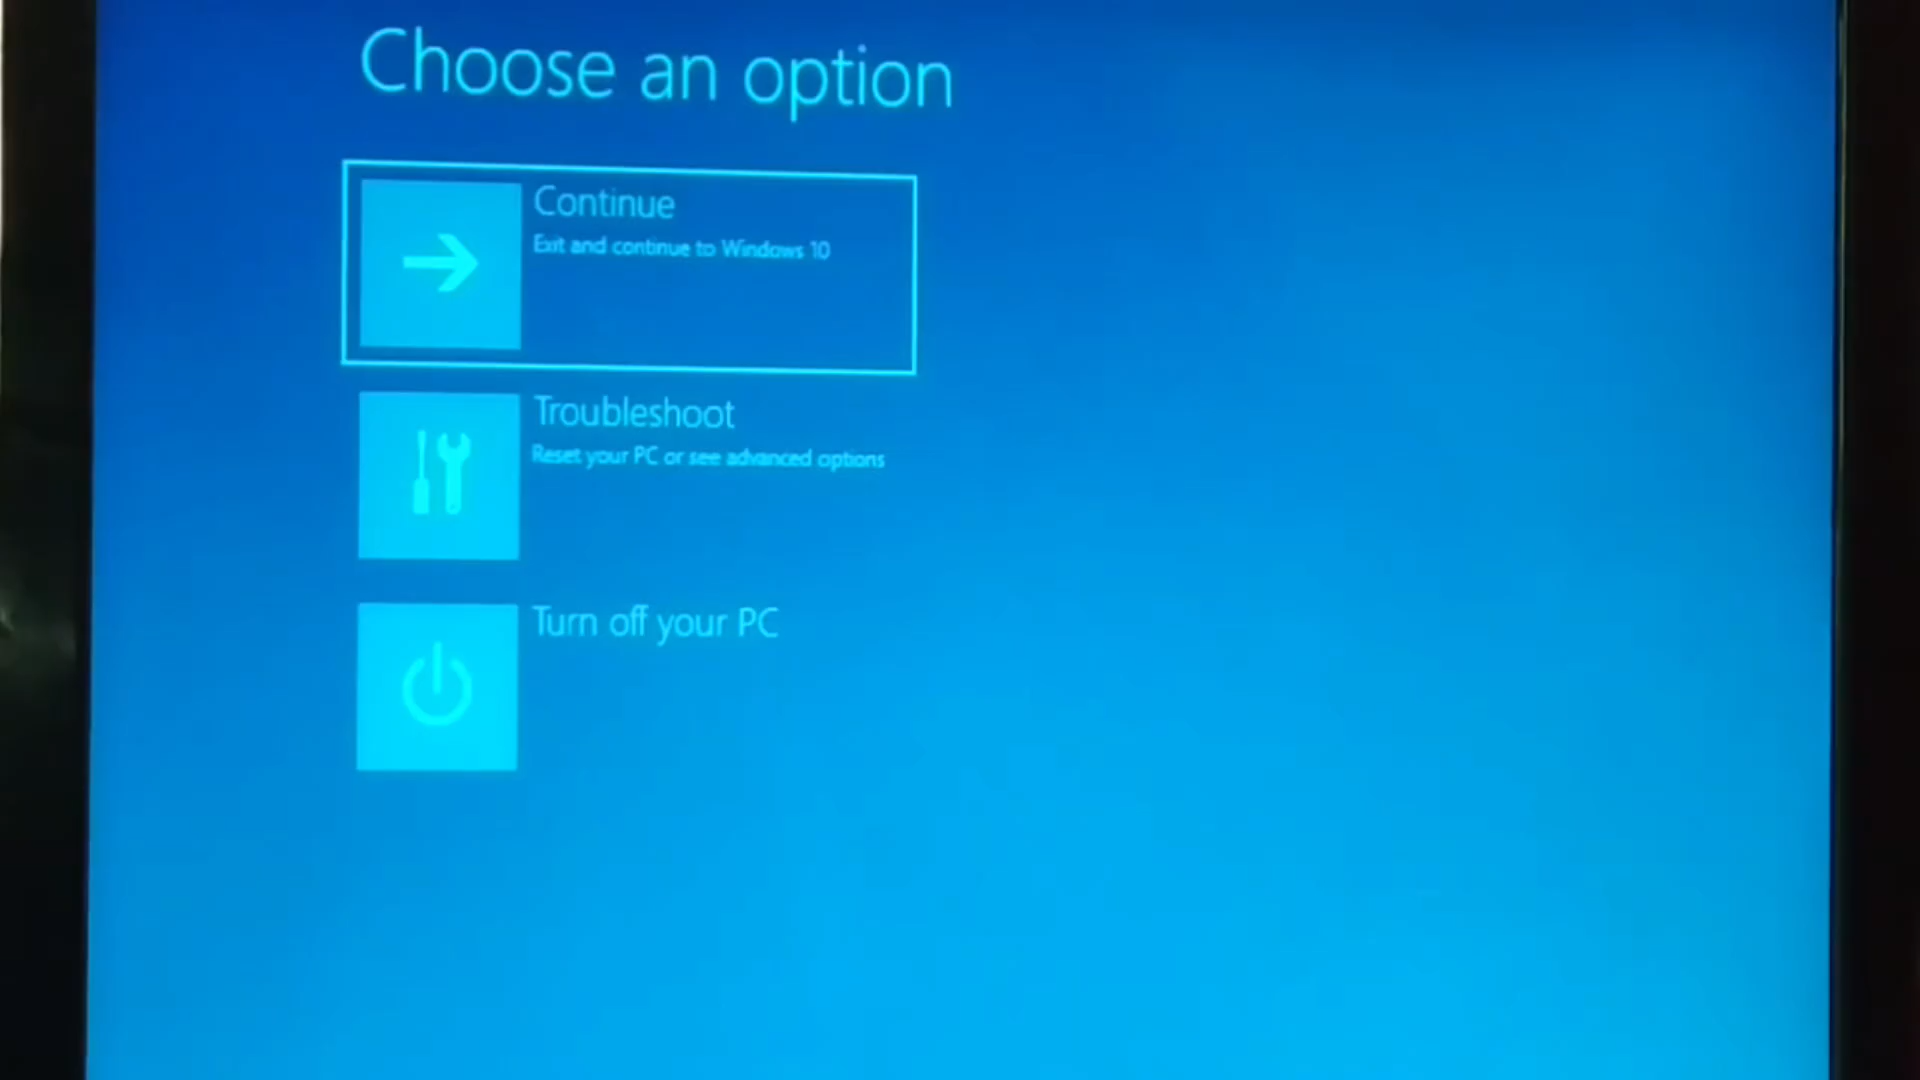 Choose an option
Continue
Exit and continue to Windows 10
Troubleshoot
Reset your PC or see advanced options
Turn off your PC